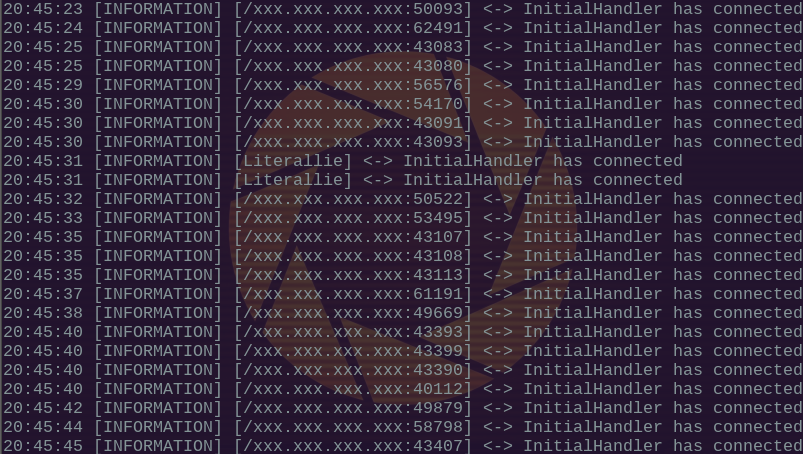 20:45:23 [INFORMATION] [/xxx.xxx.xxx.xxx:50093] <-> InitialHandler has connected
20:45:24 [INFORMATION] [/xxx.xxx.xxx.xxx:62491] <-> InitialHandler has connected
20:45:25 [INFORMATION] [/xxx.xxx.xxx.xxx:43083] <-> InitialHandler has connected
20:45:25 [INFORMATION] [/xxx.xxx.xxx.xxx:43080] <-> InitialHandler has connected
20:45:29 [INFORMATION] [/xxx.xxx.xxx.xxx:56576] <-> InitialHandler has connected
20:45:30 [INFORMATION] [/xxx.xxx.xxx.xxx:54170] <-> InitialHandler has connected
20:45:30 [INFORMATION] [/xxx.xxx.xxx.xxx:43091] <-> InitialHandler has connected
20:45:30 [INFORMATION] [/xxx.xxx.xxx.xxx:43093] <-> InitialHandler has connected
20:45:31 [INFORMATION] [Literallie] <-> InitialHandler has connected
20:45:31 [INFORMATION] [Literallie] <-> InitialHandler has connected
20:45:32 [INFORMATION] [/xxx.xxx.xxx.xxx:50522] <-> InitialHandler has connected
20:45:33 [INFORMATION] [/xxx.xxx.xxx.xxx:53495] <-> InitialHandler has connected
20:45:35 [INFORMATION] [/xxx.xxx.xxx.xxx:43107] <-> InitialHandler has connected
20:45:35 [INFORMATION] [/xxx.xxx.xxx.xxx:43108] <-> InitialHandler has connected
20:45:35 [INFORMATION] [/xxx.xxx.xxx.xxx:43113] <-> InitialHandler has connected
20:45:37 [INFORMATION] [/xxx.xxx.xxx.xxx:61191] <-> InitialHandler has connected
20:45:38 [INFORMATION] [/xxx.xxx.xxx.xxx:49669] <-> InitialHandler has connected
20:45:40 [INFORMATION] [/xxx.xxx.xxx.xxx:43393] <-> InitialHandler has connected
20:45:40 [INFORMATION] [/xxx.xxx.xxx.xxx:43399] <-> InitialHandler has connected
20:45:40 [INFORMATION] [/xxx.xxx.xxx.xxx:43390] <-> InitialHandler has connected
20:45:40 [INFORMATION] [/xxx.xxx.xxx.xxx:40112] <-> InitialHandler has connected
20:45:42 [INFORMATION] [/xxx.xxx.xxx.xxx:49879] <-> InitialHandler has connected
20:45:44 [INFORMATION] [/xxx.xxx.xxx.xxx:58798] <-> InitialHandler has connected
20:45:45 [INFORMATION] [/xxx.xxx.xxx.xxx:43407] <-> InitialHandler has connected